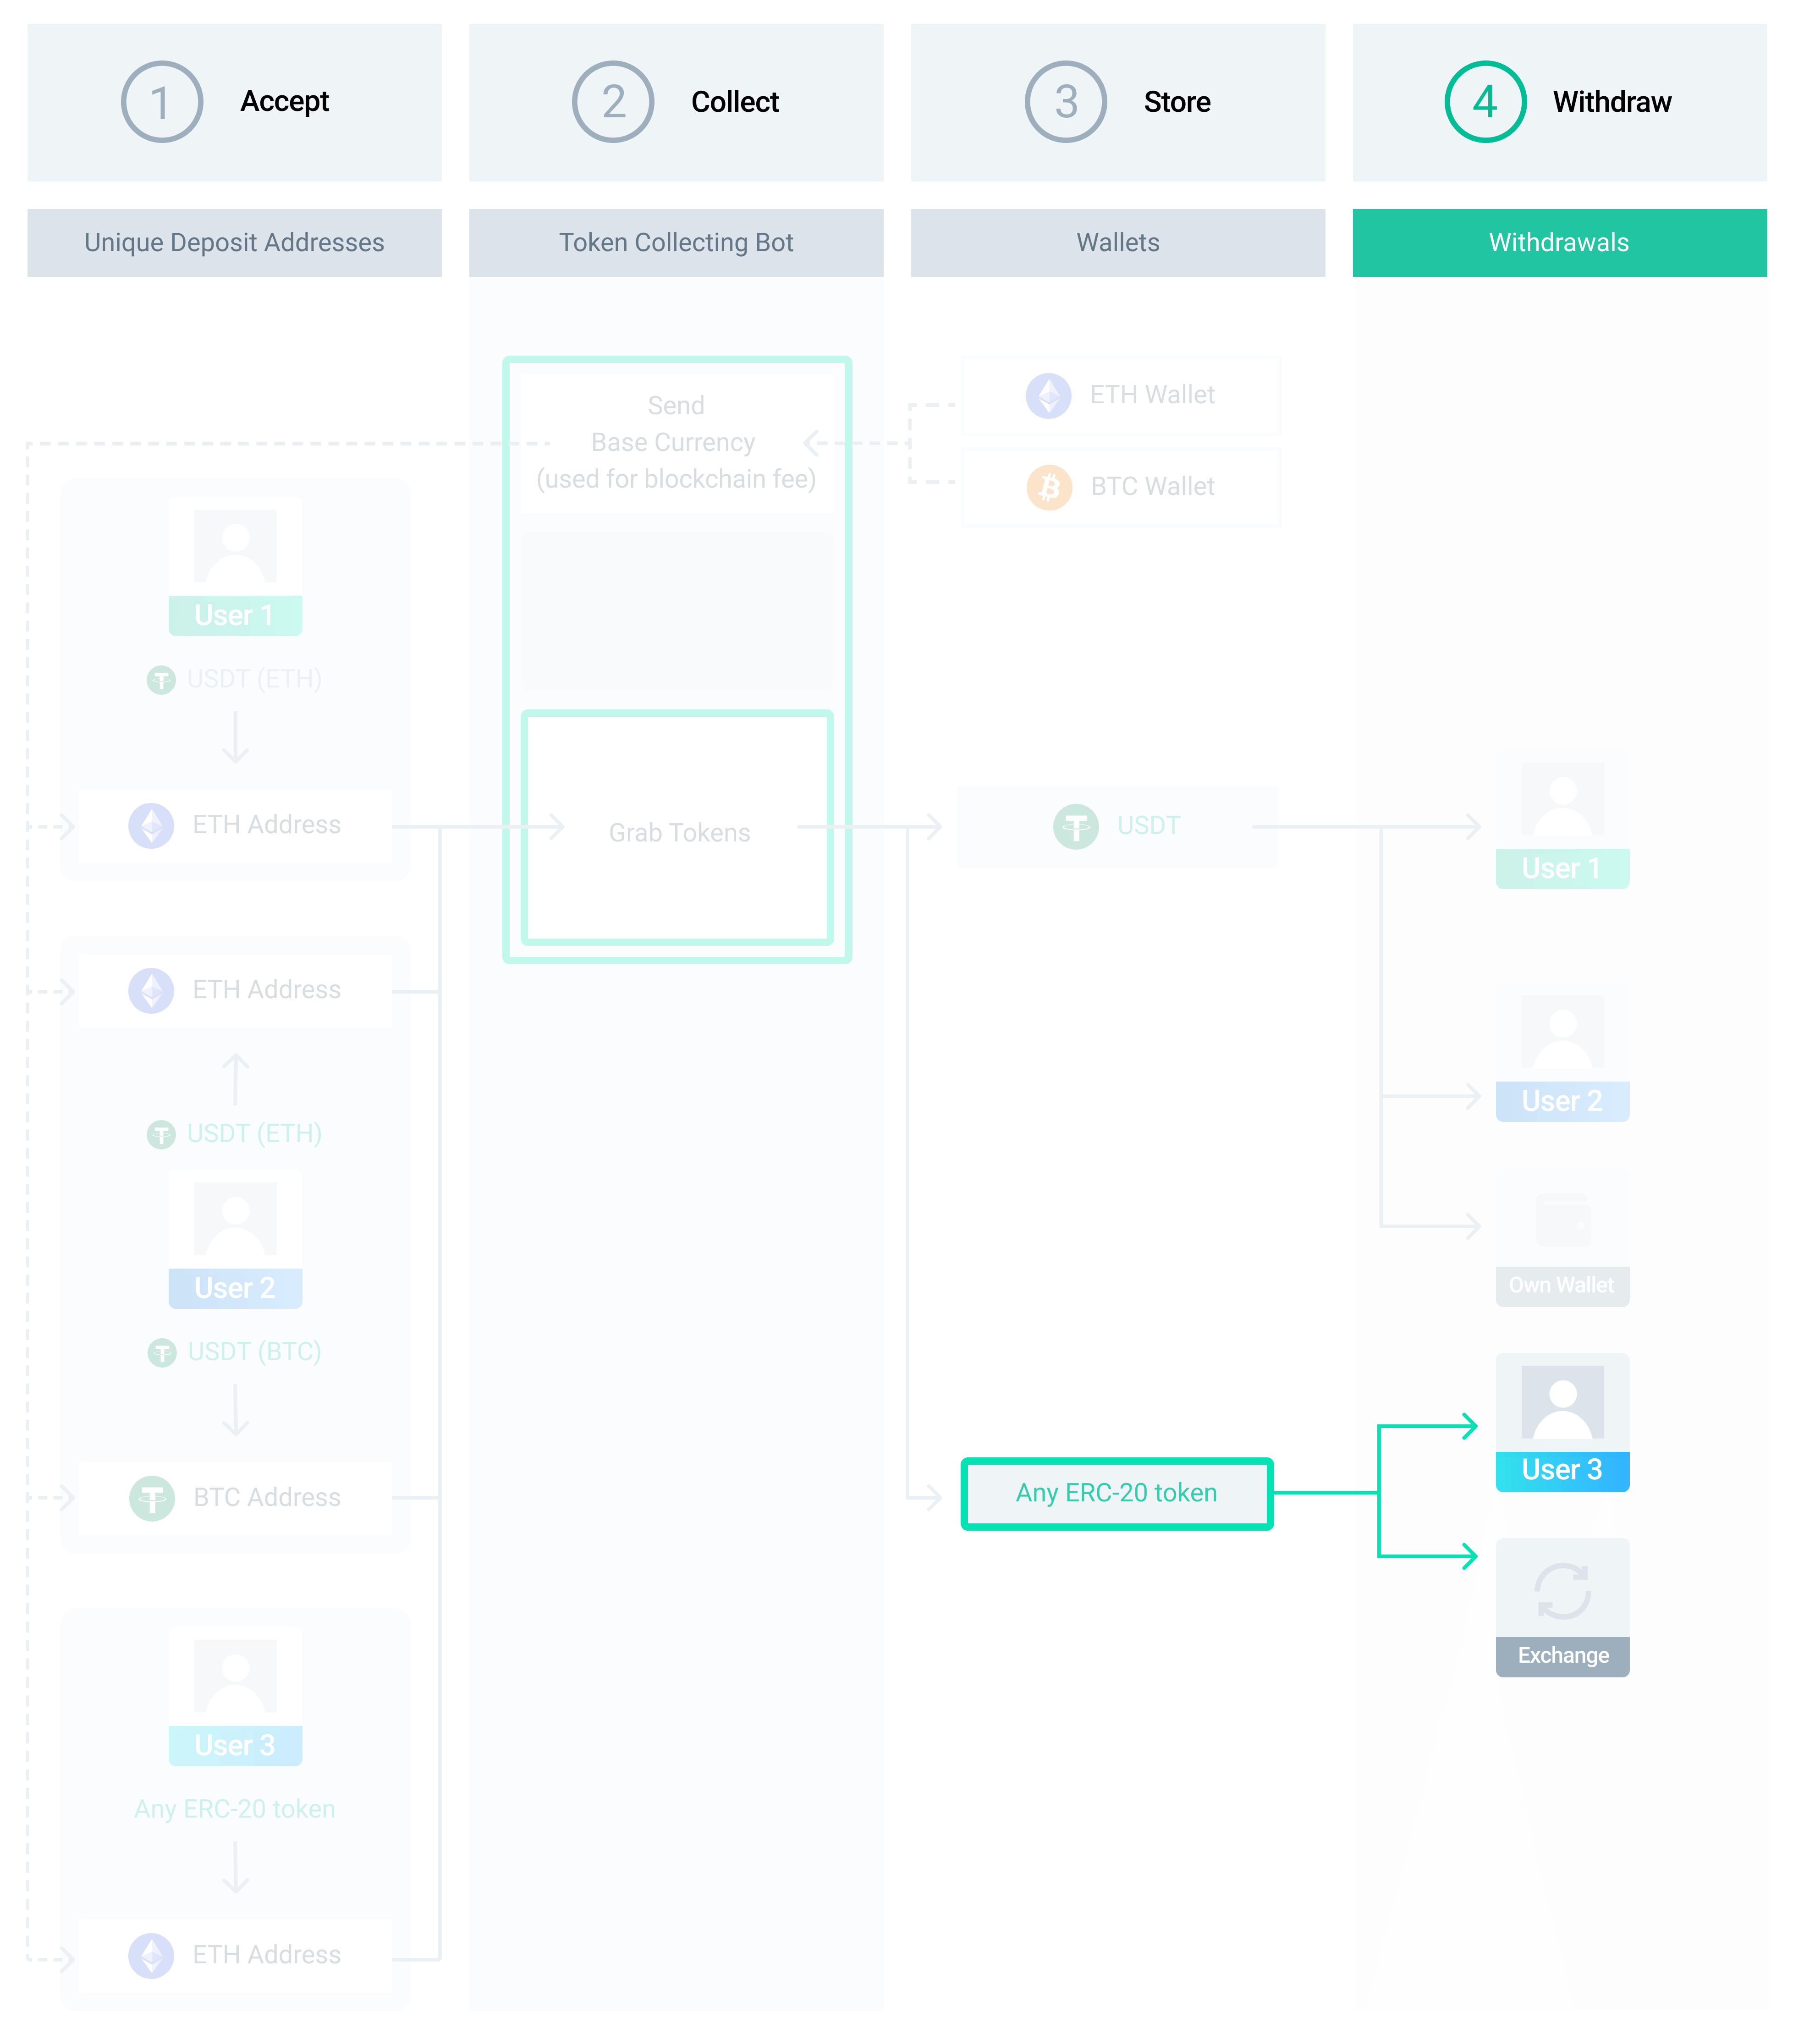 1 Accept
2 Collect
3 Store
4 Withdraw
Unique Deposit Addresses
Token Collecting Bot
Wallets
Withdrawals
Send
Base Currency
(used for blockchain fee)
ETH Wallet
BTC Wallet
User 1
USDT (ETH)
ETH Address
Grab Tokens
USDT
User 1
ETH Address
USDT (ETH)
User 2
USDT (BTC)
BTC Address
User 2
Own Wallet
User 3
Any ERC-20 token
Exchange
User 3
Any ERC-20 token
ETH Address